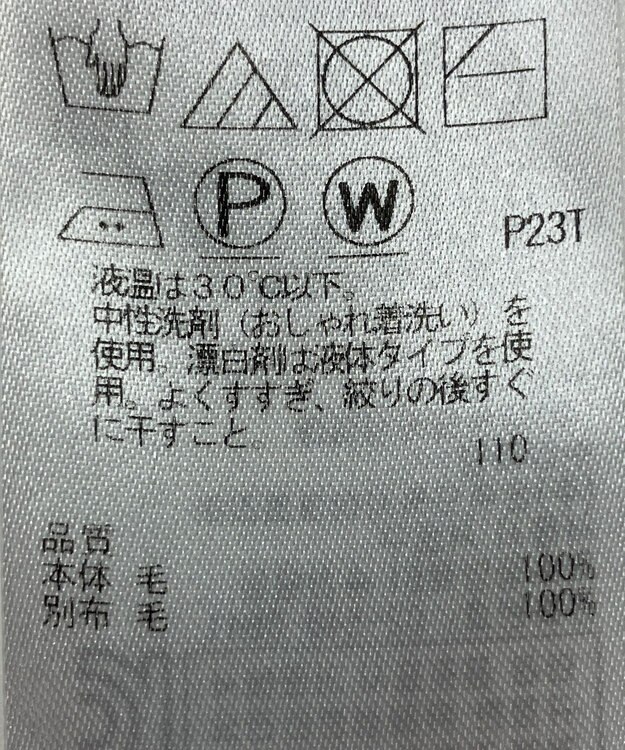 P W P23T
液温は30℃以下。
中性洗剤（おしゃれ着洗い）を
使用。漂白剤は液体タイプを使
用。よくすすぎ、絞りの後すぐ
に干すこと。
110
品質
本体 毛 100%
別布 毛 100%